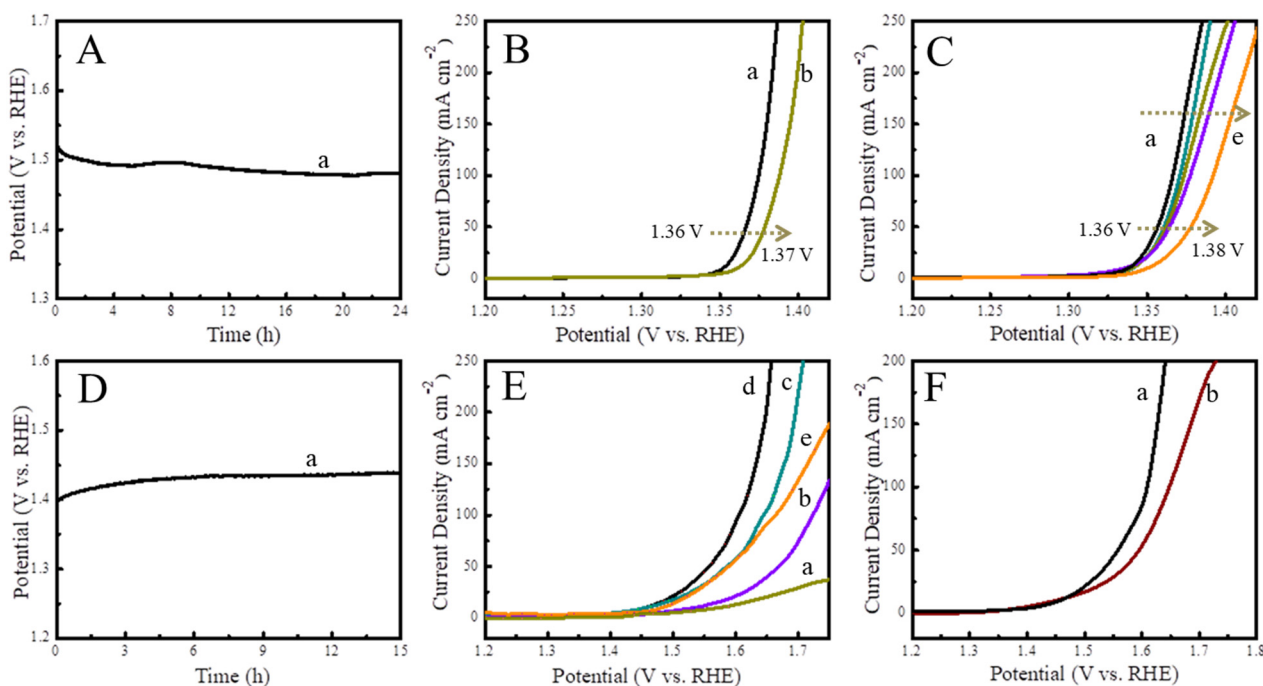 A
1.7
1.6
1.5
1.4
1.3
Potential (V vs. RHE)
a
0 4 8 12 16 20 24
Time (h)
B
250
200
150
100
50
0
Current Density (mA cm-2)
a
b
1.36 V
1.37 V
1.20 1.25 1.30 1.35 1.40
Potential (V vs. RHE)
C
250
200
150
100
50
0
Current Density (mA cm-2)
a
e
1.36 V
1.38 V
1.20 1.25 1.30 1.35 1.40
Potential (V vs. RHE)
D
1.6
1.5
1.4
1.3
1.2
Potential (V vs. RHE)
a
0 3 6 9 12 15
Time (h)
E
250
200
150
100
50
0
Current Density (mA cm-2)
d
c
e
b
a
1.2 1.3 1.4 1.5 1.6 1.7
Potential (V vs. RHE)
F
200
150
100
50
0
Current Density (mA cm-2)
a
b
1.2 1.3 1.4 1.5 1.6 1.7 1.8
Potential (V vs. RHE)